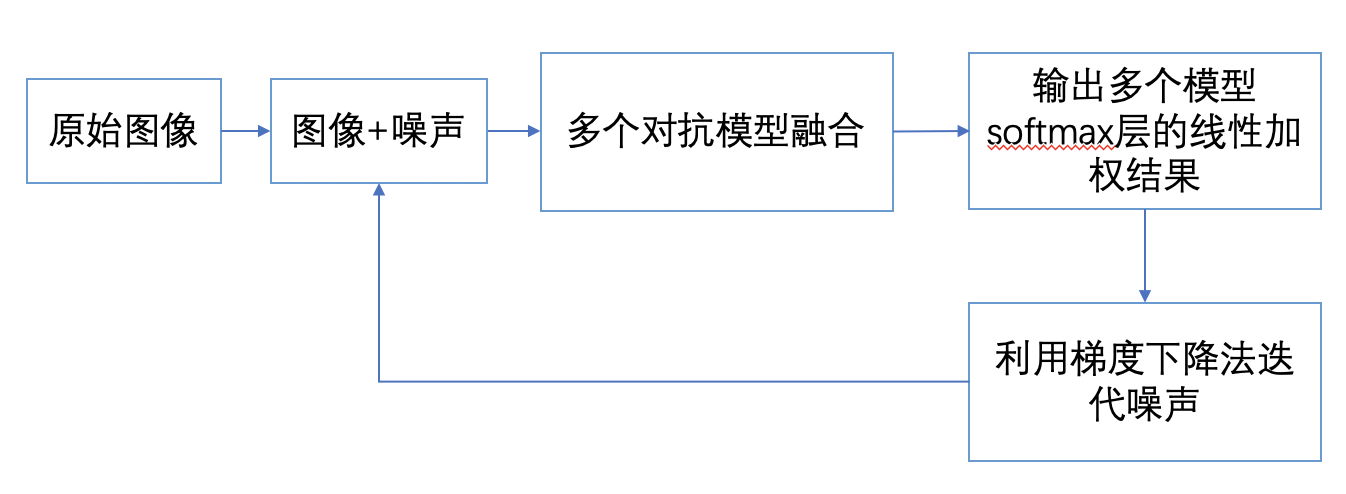 原始图像
图像+噪声
多个对抗模型融合
输出多个模型
softmax层的线性加
权结果
利用梯度下降法迭
代噪声